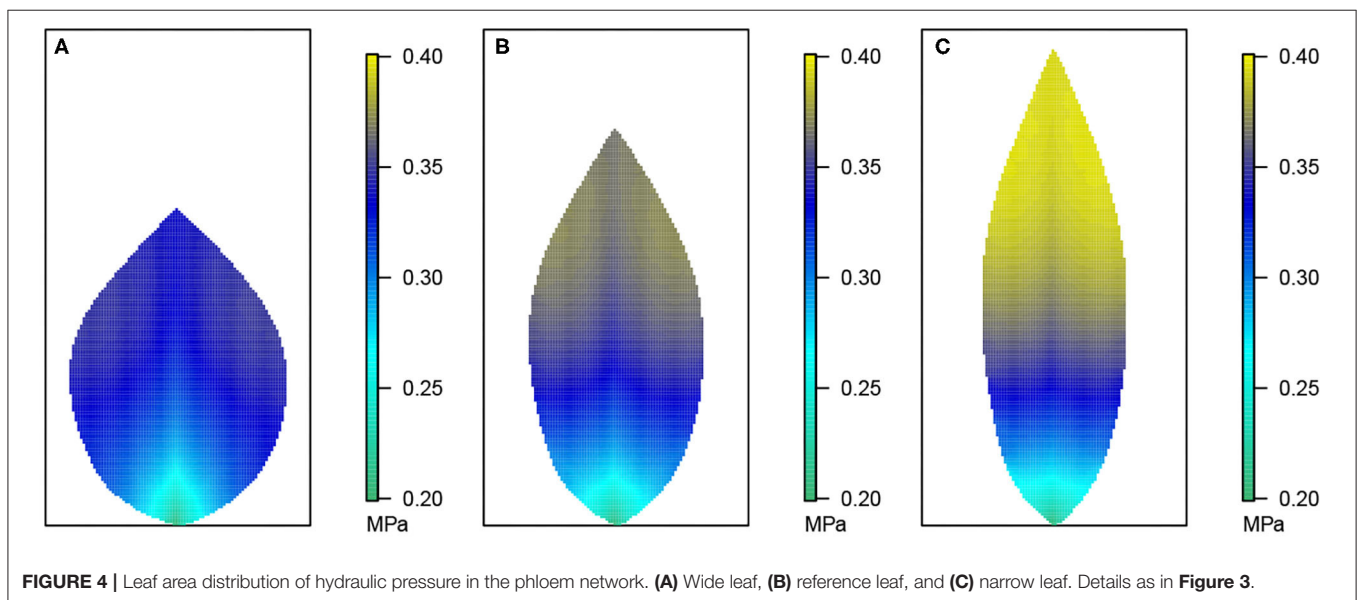 A
0.40
0.35
0.30
0.25
0.20
MPa
B
0.40
0.35
0.30
0.25
0.20
MPa
C
0.40
0.35
0.30
0.25
0.20
MPa
FIGURE 4 | Leaf area distribution of hydraulic pressure in the phloem network. (A) Wide leaf, (B) reference leaf, and (C) narrow leaf. Details as in Figure 3.